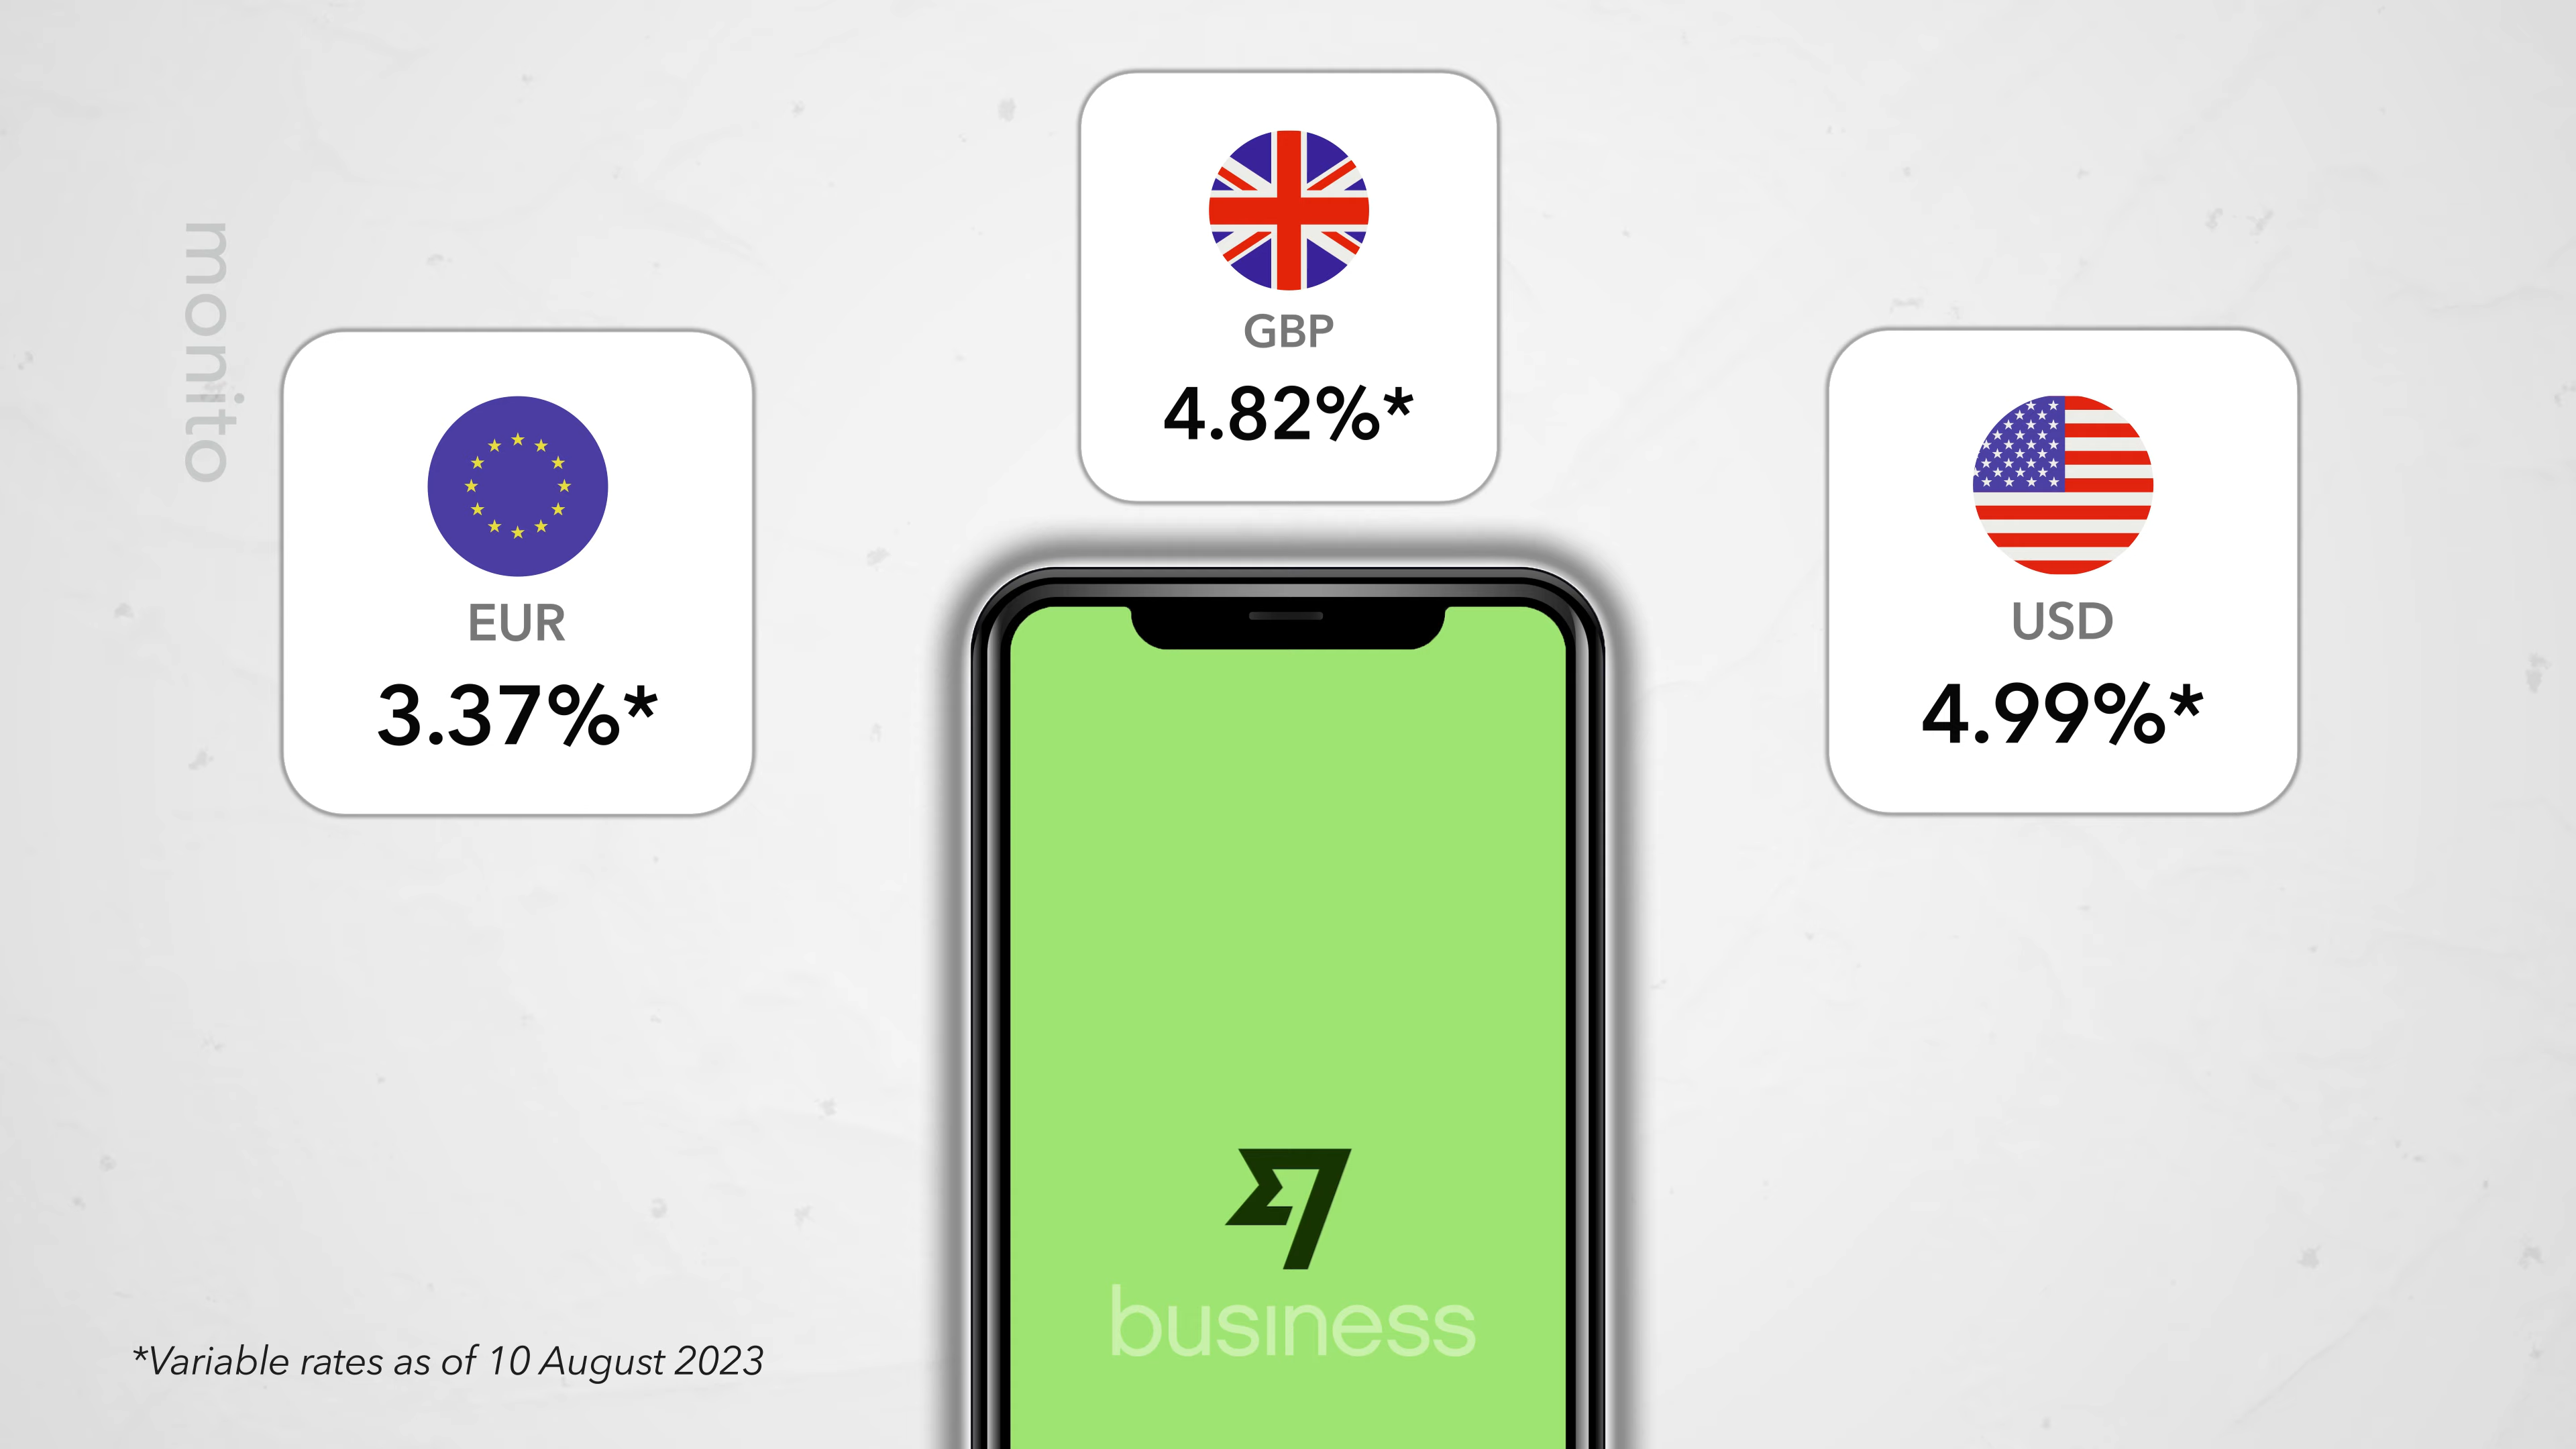 monito
GBP
4.82%*
EUR
3.37%*
USD
4.99%*
business
*Variable rates as of 10 August 2023